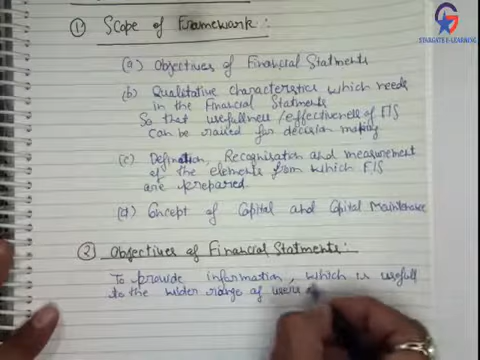 STARGATE E-LEARNING
① Scope of Framework :
(a) Objectives of Financial Statments
(b) Qualitative characteristics which needs
in the Financial Statments
So that usefullness/effectiveness of F/S
can be raised for decision making
(c) Defination, Recognisation and measurement
of the elements from which F/S
are prepared
(d) Concept of Capital and Capital Maintenance
② Objectives of Financial Statments :
To provide information, which is usefull
to the wider range of users